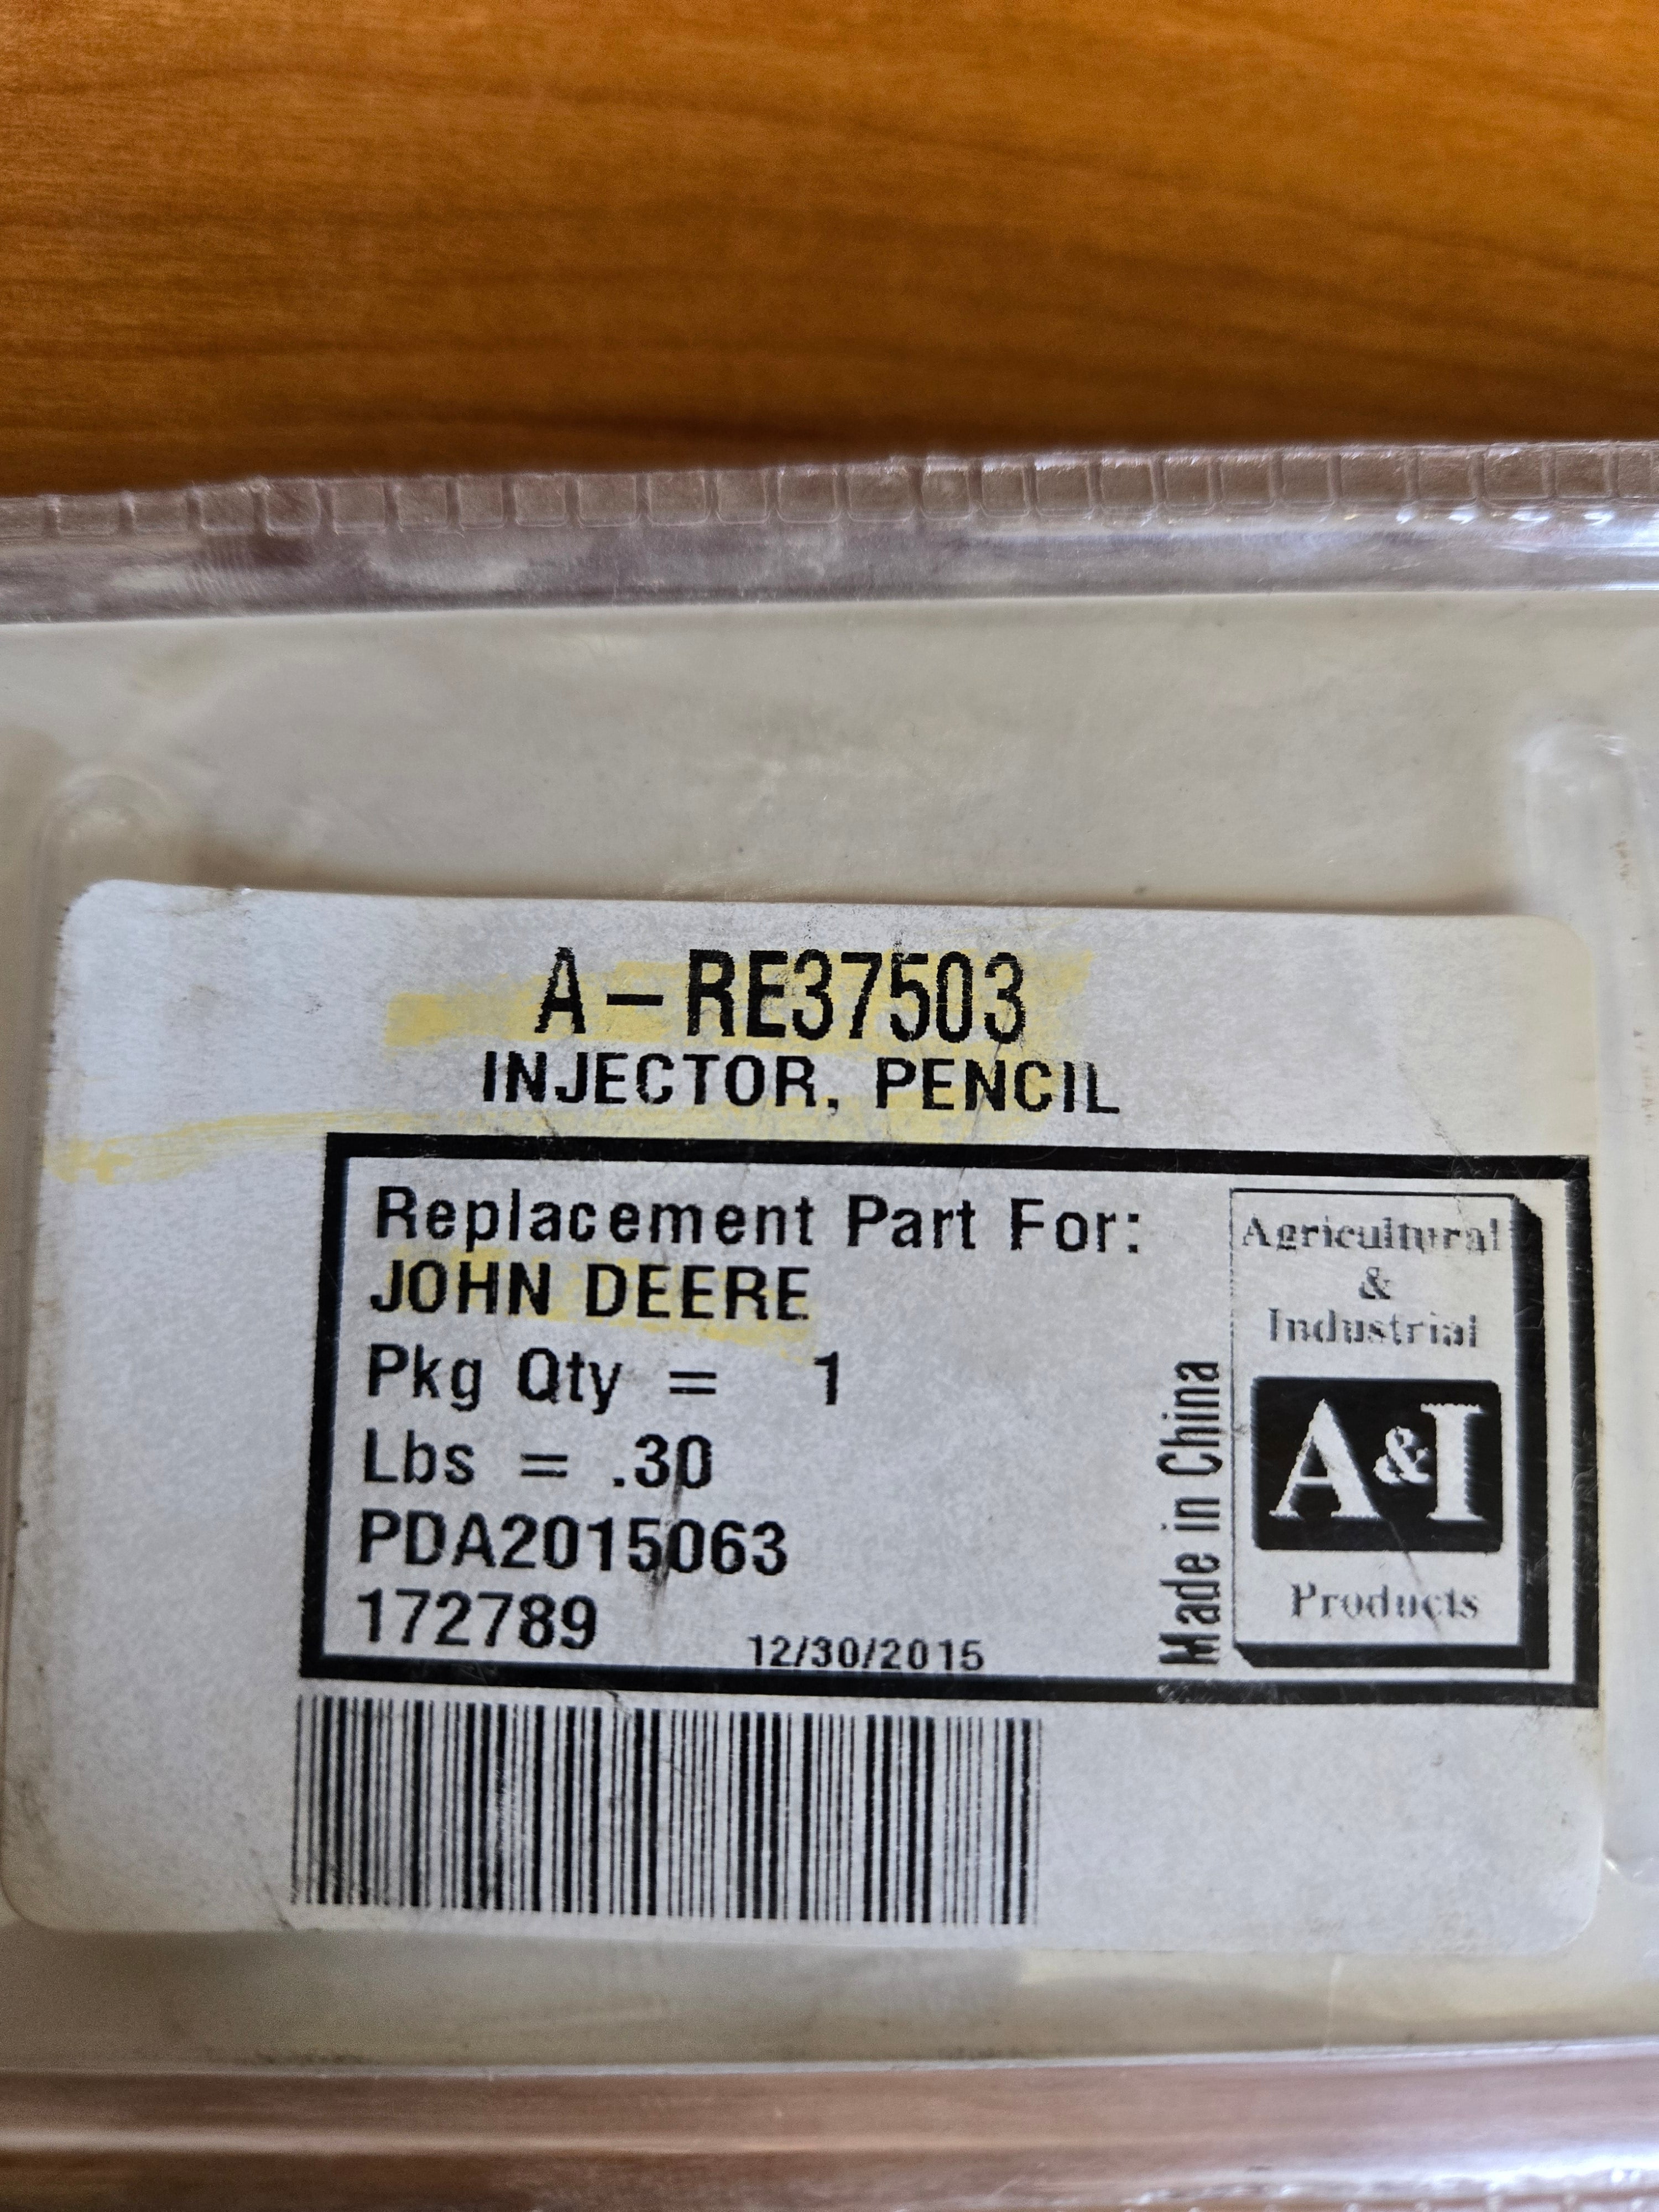 A-RE37503
INJECTOR, PENCIL
Replacement Part For:
JOHN DEERE
Pkg Qty = 1
Lbs = .30
PDA2015063
172789
12/30/2015
Made in China
Agricultural
&
Industrial
A&I
Products